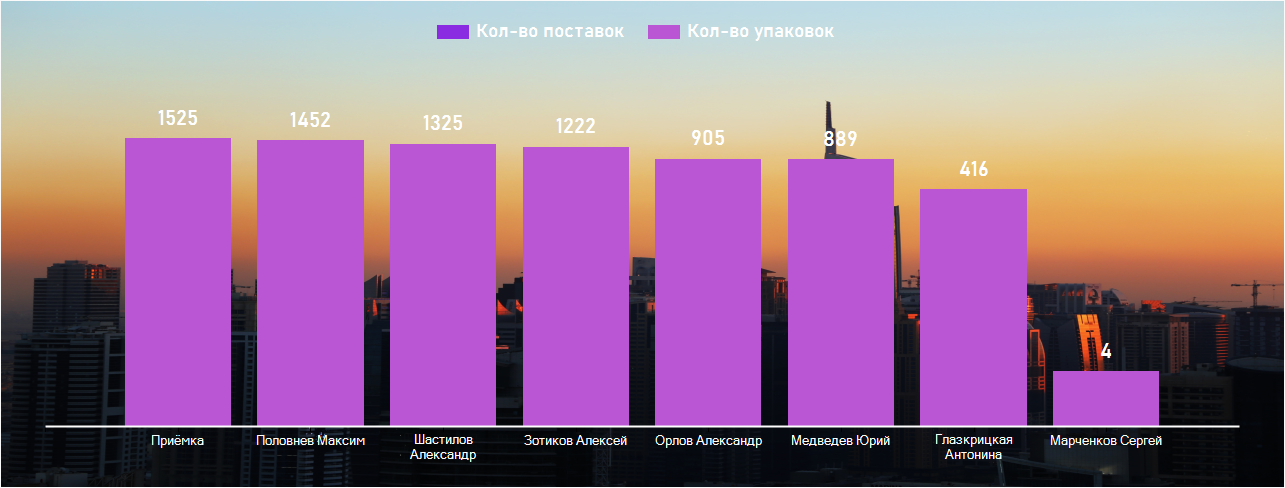 Кол-во поставок Кол-во упаковок
1525
1452
1325
1222
905
889
416
4
Приёмка
Половнев Максим
Шастилов
Александр
Зотиков Алексей
Орлов Александр
Медведев Юрий
Глазкрицкая
Антонина
Марченков Сергей